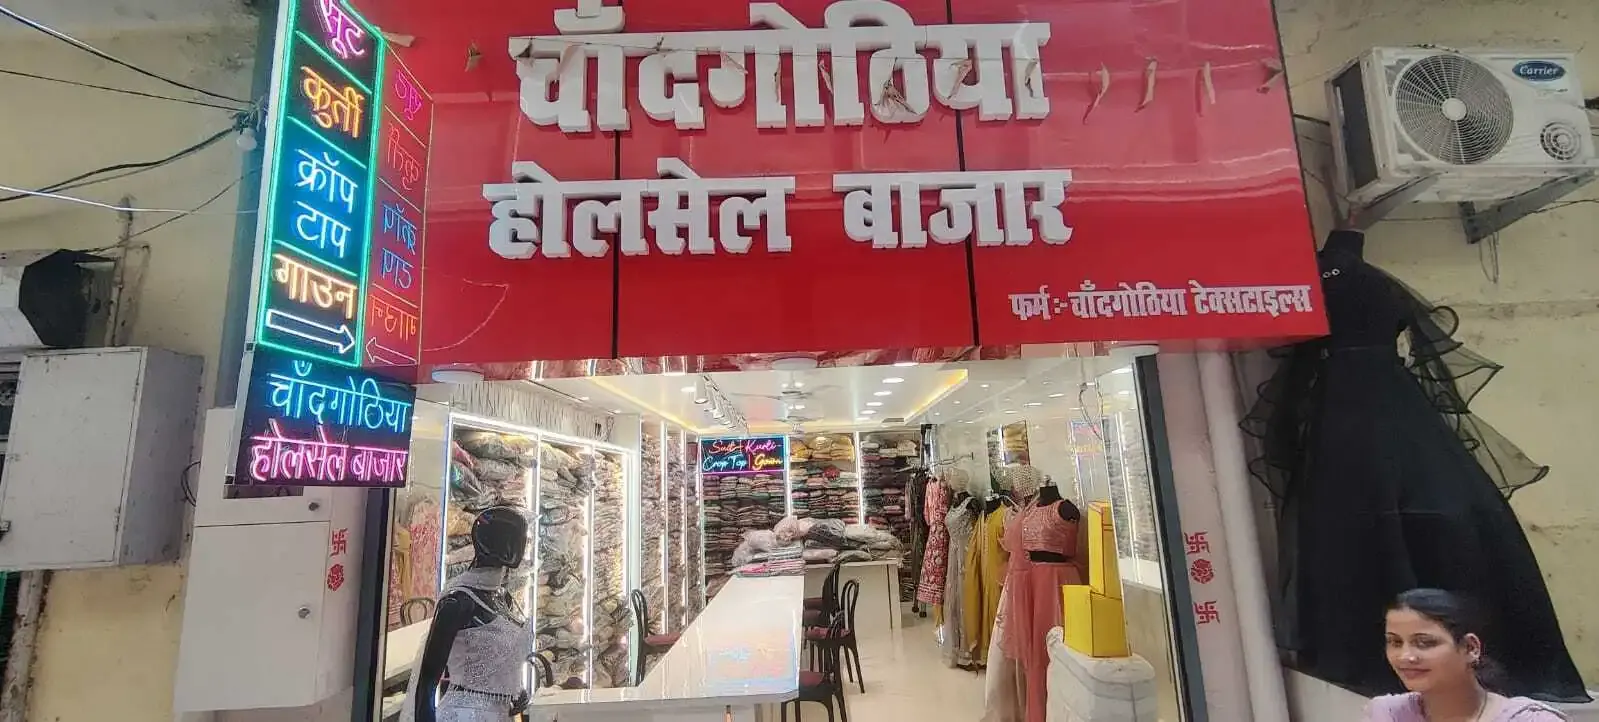 सूट
कुर्ती
क्रॉप
टाप
गाउन
चाँदगोठिया
होलसेल बाजार
चाँदगोठिया
होलसेल बाजार
फर्म :- चाँदगोठिया टेक्सटाइल्स
Carrier
Suit Kurti
Crop Top Gown